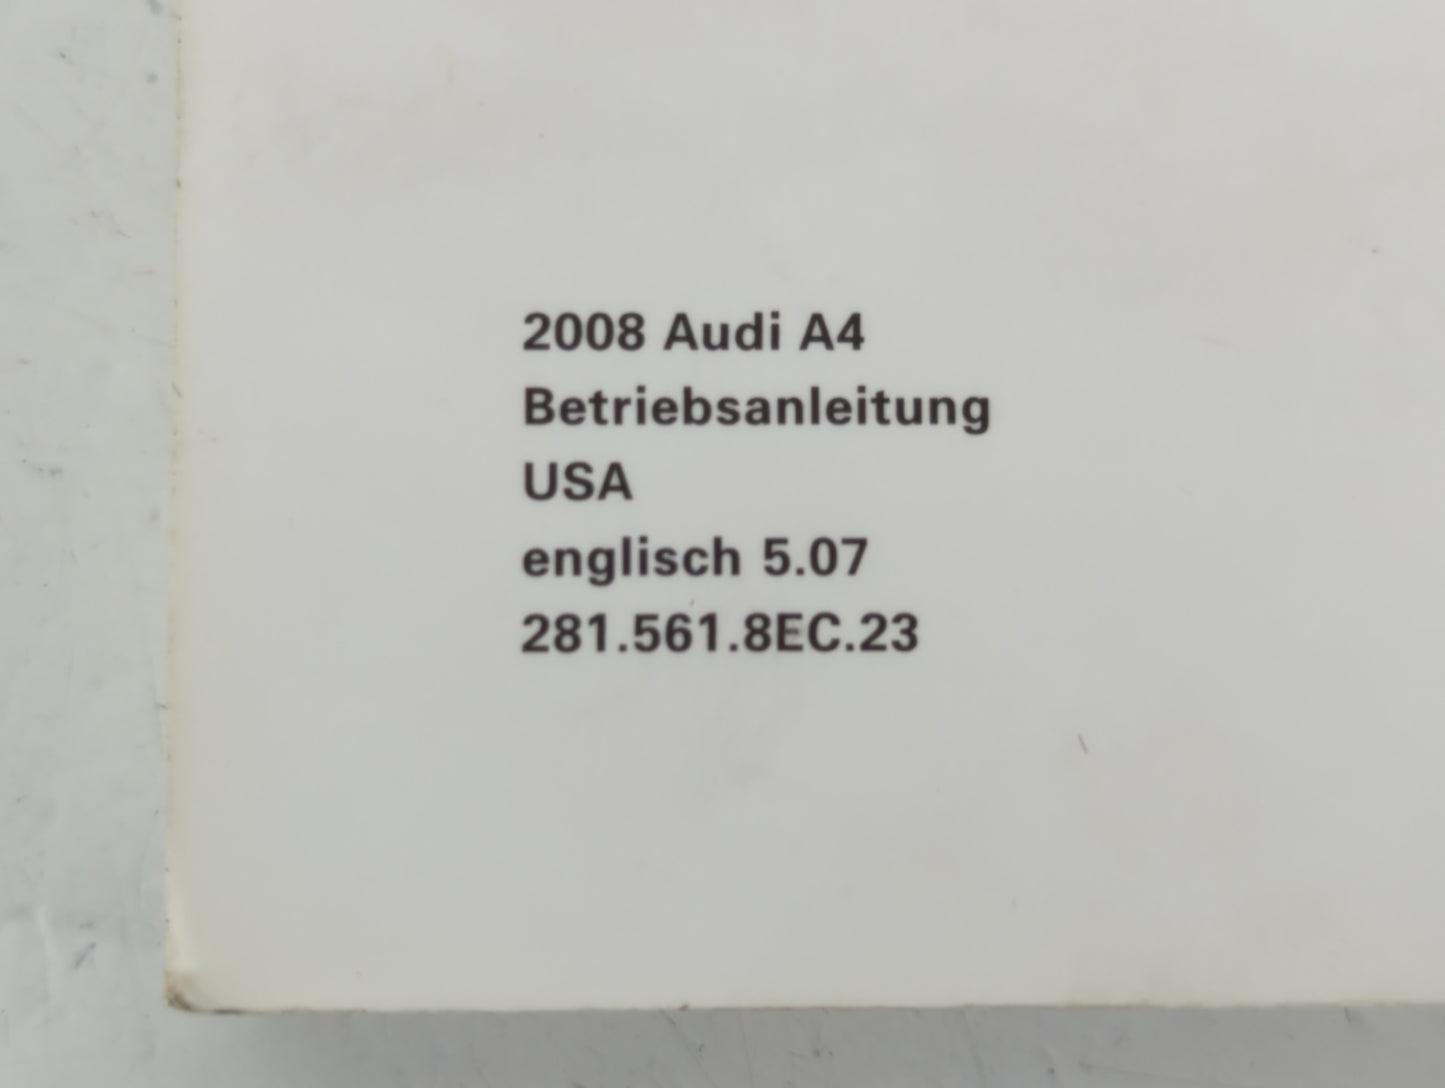 2008 Audi A4
Betriebsanleitung
USA
englisch 5.07
281.561.8EC.23